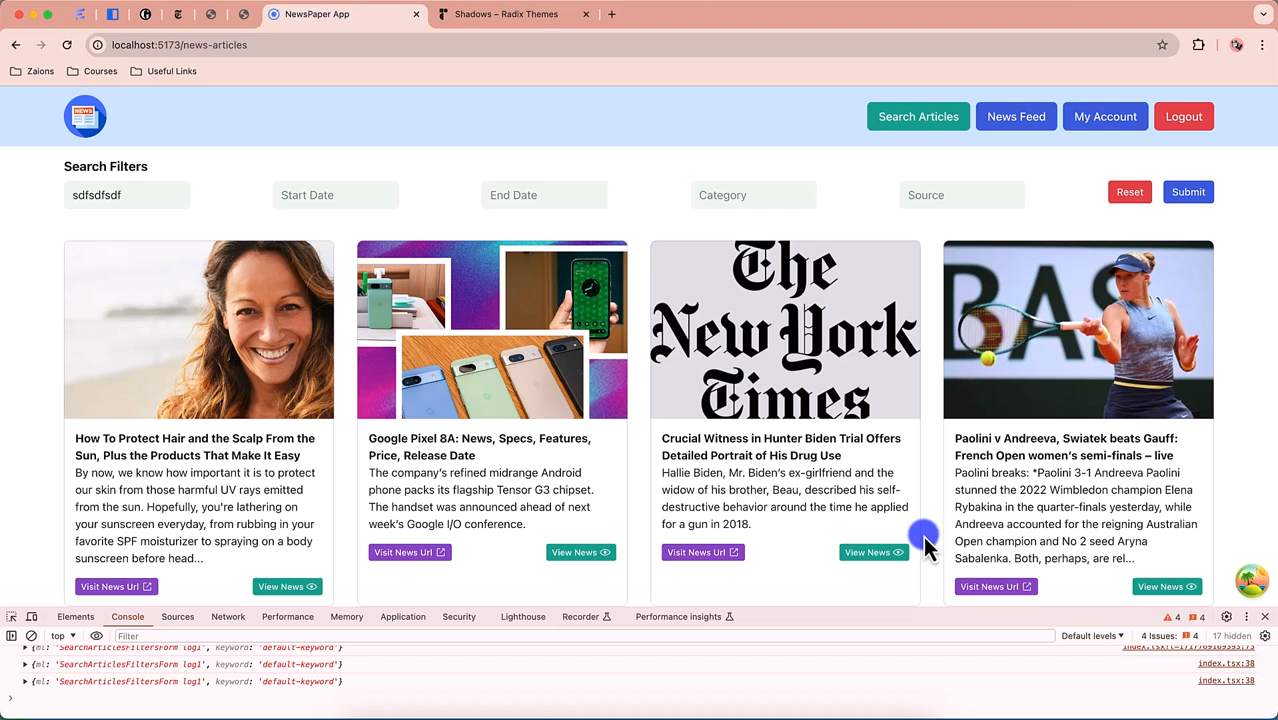 NewsPaper App
Shadows – Radix Themes
localhost:5173/news-articles
Zaions
Courses
Useful Links
NEWS
Search Articles
News Feed
My Account
Logout
Search Filters
sdfsdfsdf
Start Date
End Date
Category
Source
Reset
Submit
The
New York
Times
BAS
How To Protect Hair and the Scalp From the
Sun, Plus the Products That Make It Easy
By now, we know how important it is to protect
our skin from those harmful UV rays emitted
from the sun. Hopefully, you're lathering on
your sunscreen everyday, from rubbing in your
favorite SPF moisturizer to spraying on a body
sunscreen before head...
Visit News Url
View News
Google Pixel 8A: News, Specs, Features,
Price, Release Date
The company's refined midrange Android
phone packs its flagship Tensor G3 chipset.
The handset was announced ahead of next
week's Google I/O conference.
Visit News Url
View News
Crucial Witness in Hunter Biden Trial Offers
Detailed Portrait of His Drug Use
Hallie Biden, Mr. Biden's ex-girlfriend and the
widow of his brother, Beau, described his self-
destructive behavior around the time he applied
for a gun in 2018.
Visit News Url
View News
Paolini v Andreeva, Swiatek beats Gauff:
French Open women's semi-finals – live
Paolini breaks: *Paolini 3-1 Andreeva Paolini
stunned the 2022 Wimbledon champion Elena
Rybakina in the quarter-finals yesterday, while
Andreeva accounted for the reigning Australian
Open champion and No 2 seed Aryna
Sabalenka. Both, perhaps, are rel...
Visit News Url
View News
Elements
Console
Sources
Network
Performance
Memory
Application
Security
Lighthouse
Recorder
Performance insights
4
4
top
Filter
Default levels
4 Issues:
4
17 hidden
{ml: 'SearchArticlesFiltersForm log1', keyword: 'default-keyword'}
{ml: 'SearchArticlesFiltersForm log1', keyword: 'default-keyword'}
index.tsx:38
{ml: 'SearchArticlesFiltersForm log1', keyword: 'default-keyword'}
index.tsx:38